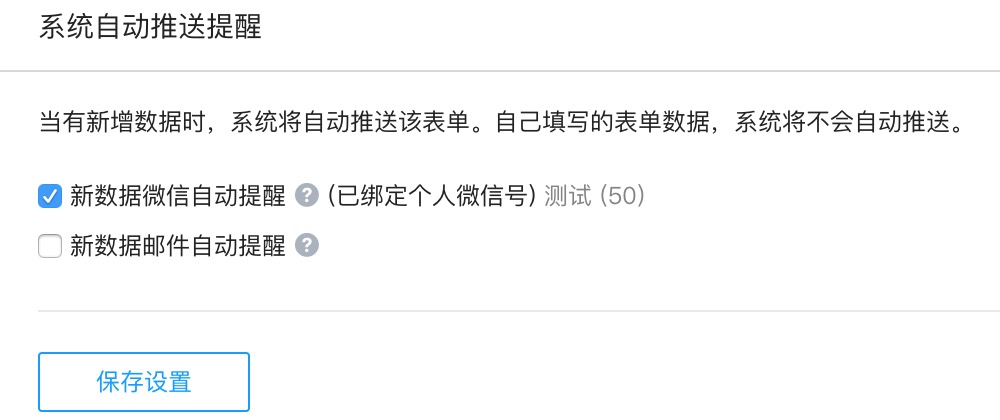 系统自动推送提醒
当有新增数据时，系统将自动推送该表单。自己填写的表单数据，系统将不会自动推送。
新数据微信自动提醒 ? (已绑定个人微信号) 测试 (50)
新数据邮件自动提醒 ?
保存设置